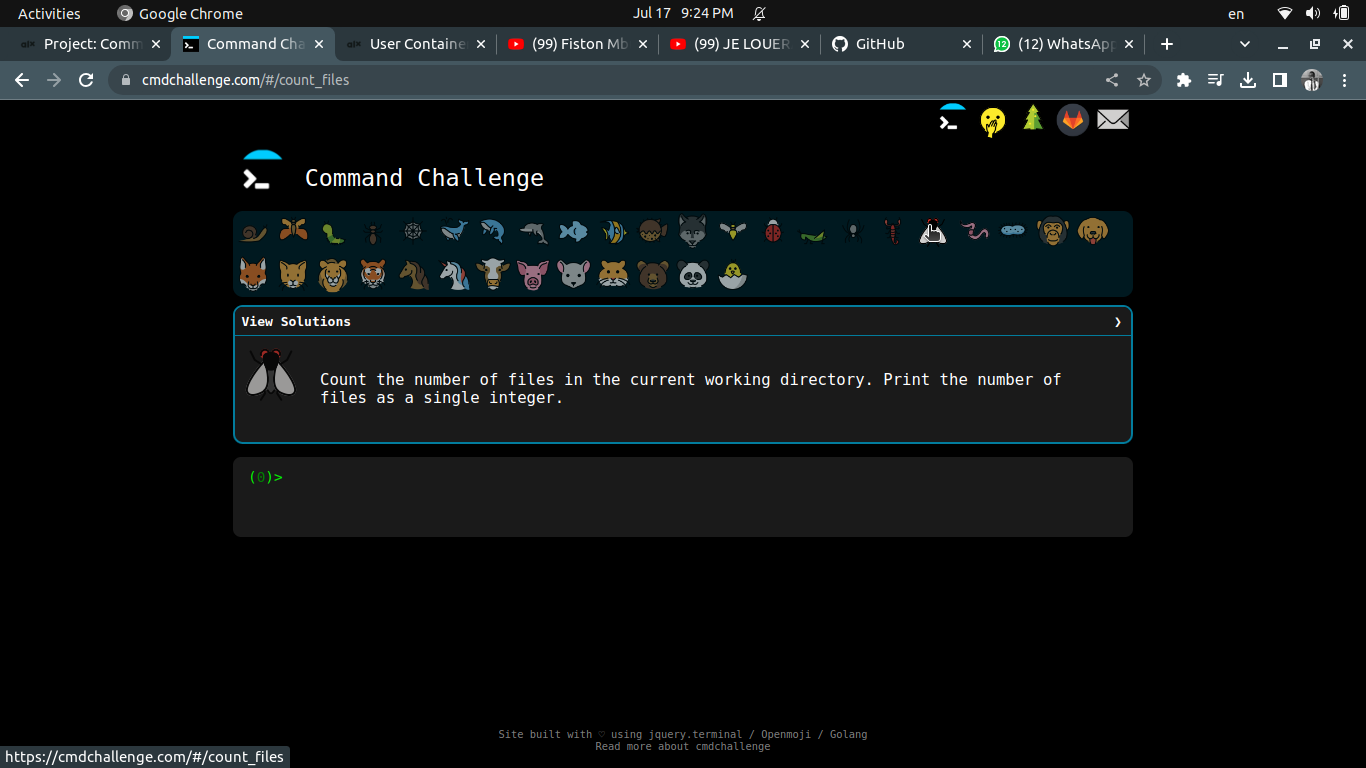 Activities
Google Chrome
Jul 17 9:24 PM
en
Project: Comm
Command Cha
User Containe
(99) Fiston Mb
(99) JE LOUER
GitHub
12
(12) WhatsApp
cmdchallenge.com/#/count_files
Command Challenge
View Solutions
Count the number of files in the current working directory. Print the number of
files as a single integer.
(0)>
Site built with ♡ using jquery.terminal / Openmoji / Golang
Read more about cmdchallenge
https://cmdchallenge.com/#/count_files